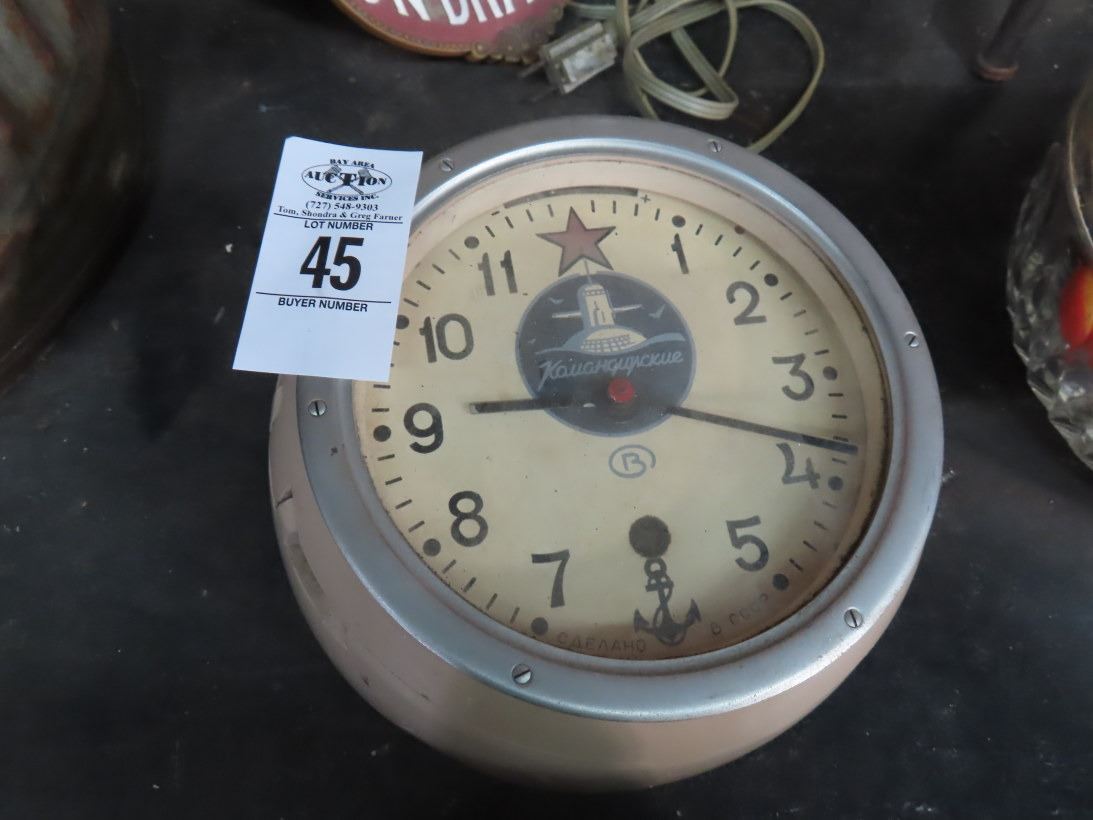 BAY AREA
AUCTION
SERVICES INC.
(727) 548-9303
Tom, Shondra & Greg Farner
LOT NUMBER
45
BUYER NUMBER
11
1
10
2
Командирские
3
9
4
В
8
5
7
СДЕЛАНО В СССР